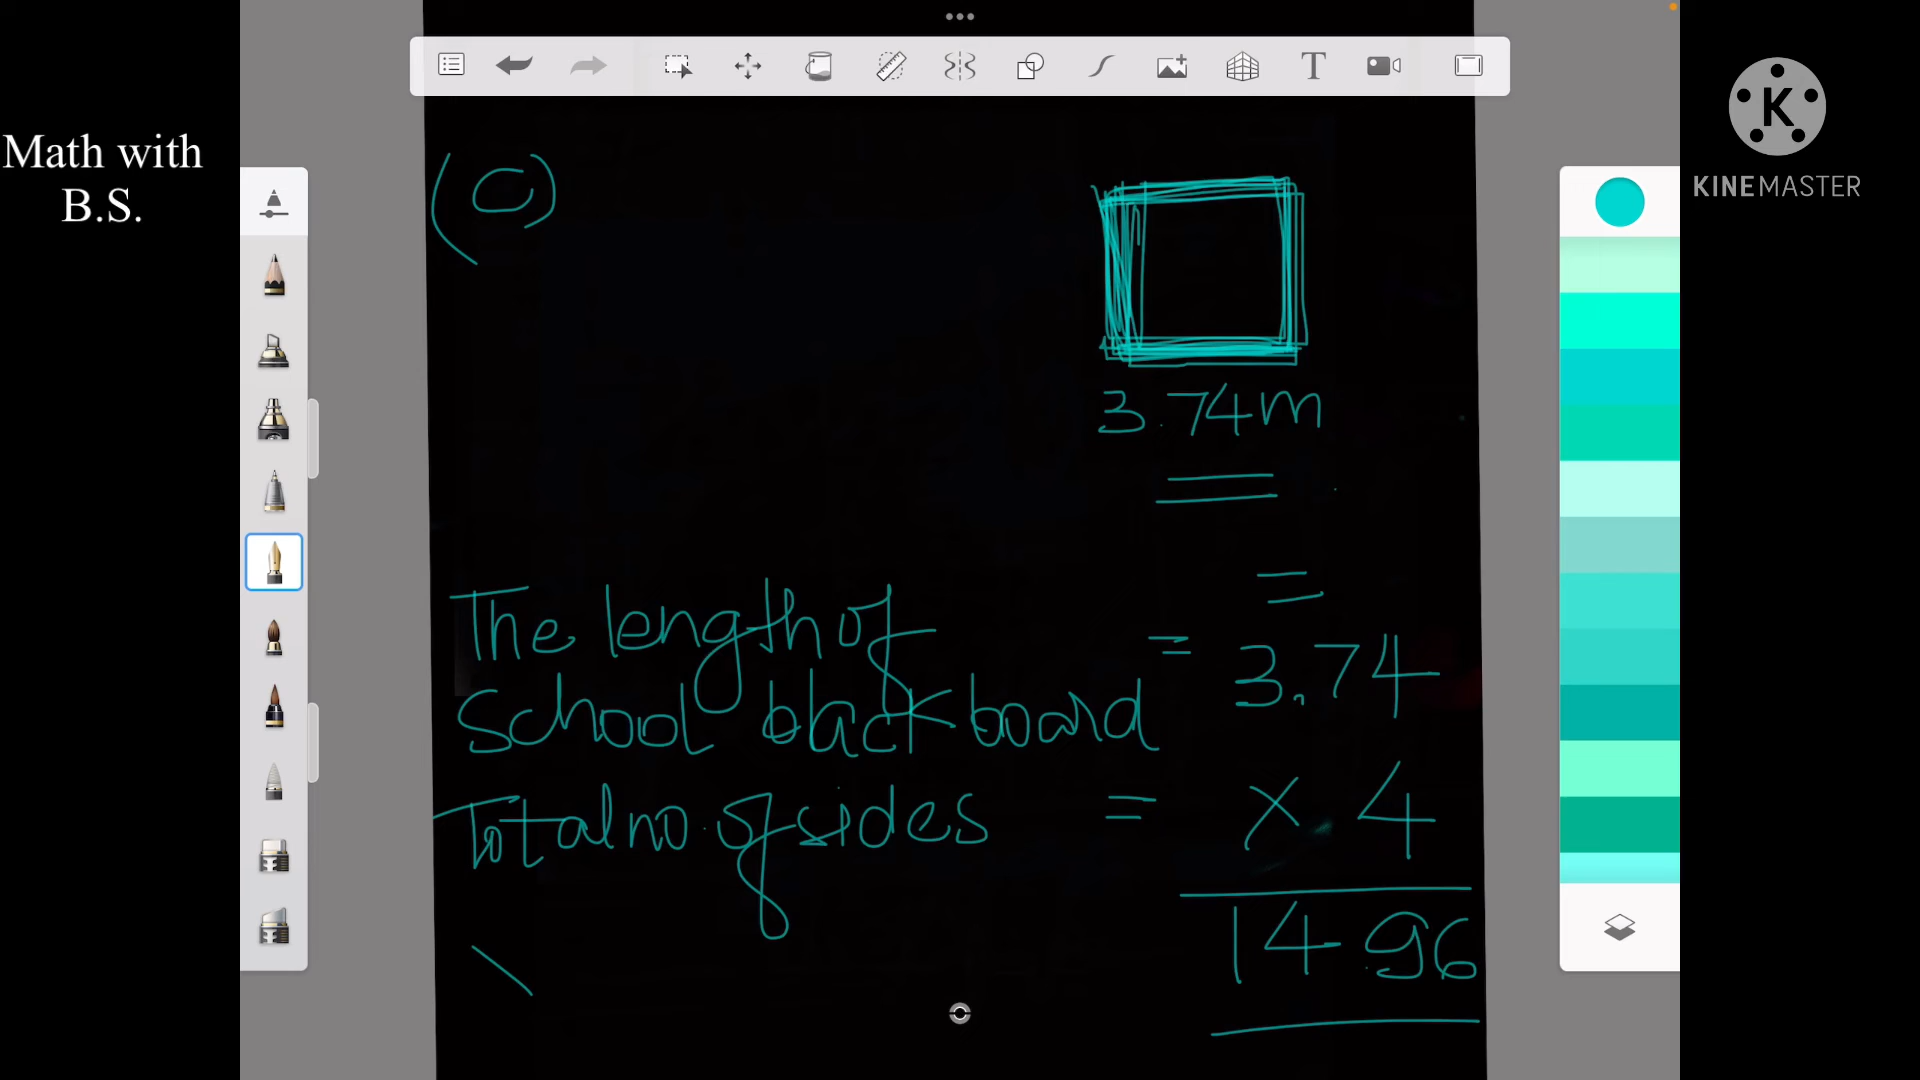 Math with
B.S.
T
K
KINEMASTER
(C)
3.74m
=
The length of = 3.74
School blackboard
Total no. of sides = × 4
14.96